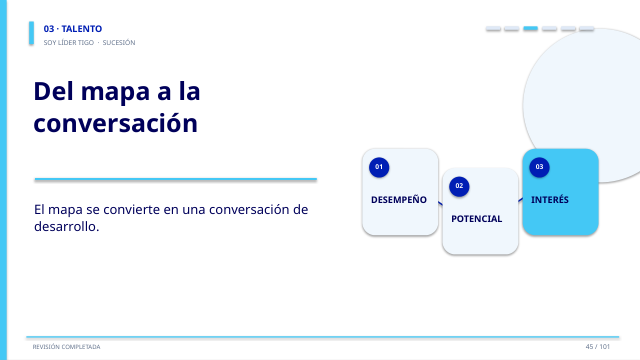 03 · TALENTO
SOY LÍDER TIGO · SUCESIÓN
Del mapa a la
conversación
El mapa se convierte en una conversación de
desarrollo.
01
DESEMPEÑO
02
POTENCIAL
03
INTERÉS
REVISIÓN COMPLETADA
45 / 101